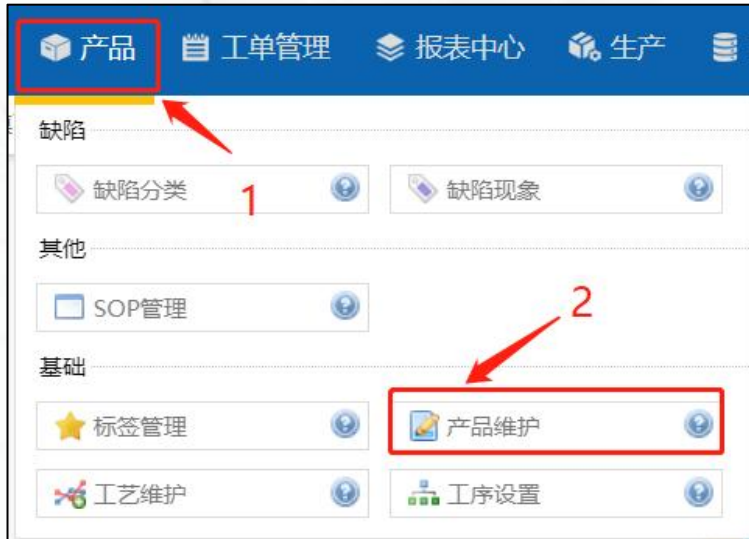 产品 工单管理 报表中心 生产
缺陷
缺陷分类 缺陷现象
1
其他
SOP管理
2
基础
标签管理 产品维护
工艺维护 工序设置